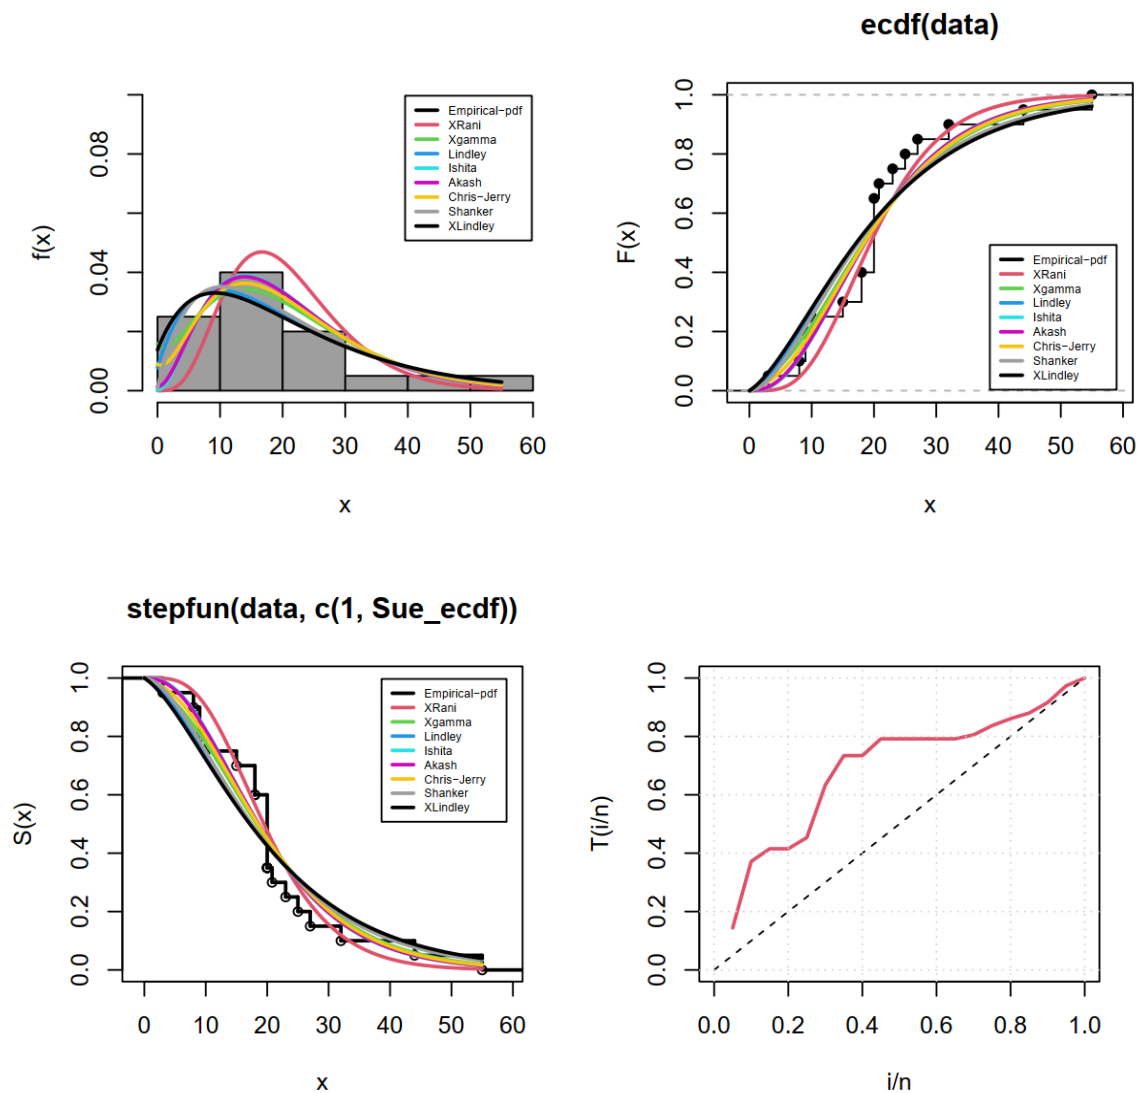 ecdf(data)
f(x)
0.00
0.04
0.08
0
10
20
30
40
50
60
x
Empirical−pdf
XRani
Xgamma
Lindley
Ishita
Akash
Chris−Jerry
Shanker
XLindley
F(x)
0.0
0.2
0.4
0.6
0.8
1.0
0
10
20
30
40
50
60
x
Empirical−pdf
XRani
Xgamma
Lindley
Ishita
Akash
Chris−Jerry
Shanker
XLindley
stepfun(data, c(1, Sue_ecdf))
S(x)
0.0
0.2
0.4
0.6
0.8
1.0
0
10
20
30
40
50
60
x
Empirical−pdf
XRani
Xgamma
Lindley
Ishita
Akash
Chris−Jerry
Shanker
XLindley
T(i/n)
0.0
0.2
0.4
0.6
0.8
1.0
0.0
0.2
0.4
0.6
0.8
1.0
i/n